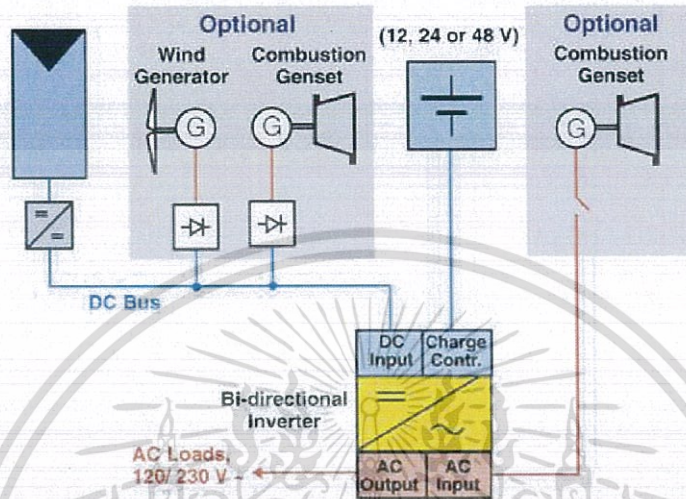 Optional
Wind
Generator
Combustion
Genset
(12, 24 or 48 V)
Optional
Combustion
Genset
G
G
G
DC Bus
DC
Input
Charge
Contr.
Bi-directional
Inverter
AC Loads,
120/ 230 V ~
AC
Output
AC
Input